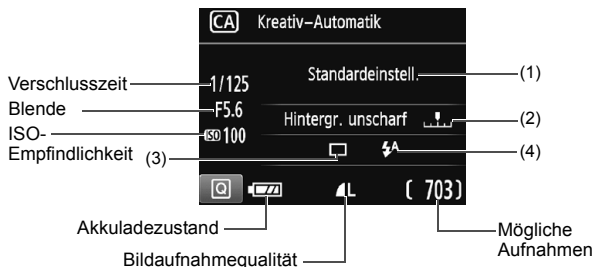 CA Kreativ-Automatik
Verschlusszeit
1/125
Standardeinstell.
(1)
Blende
F5.6
Hintergr. unscharf
(2)
ISO-
Empfindlichkeit
ISO 100
(3)
(4)
Q
L
( 703)
Akkuladezustand
Bildaufnahmequalität
Mögliche
Aufnahmen